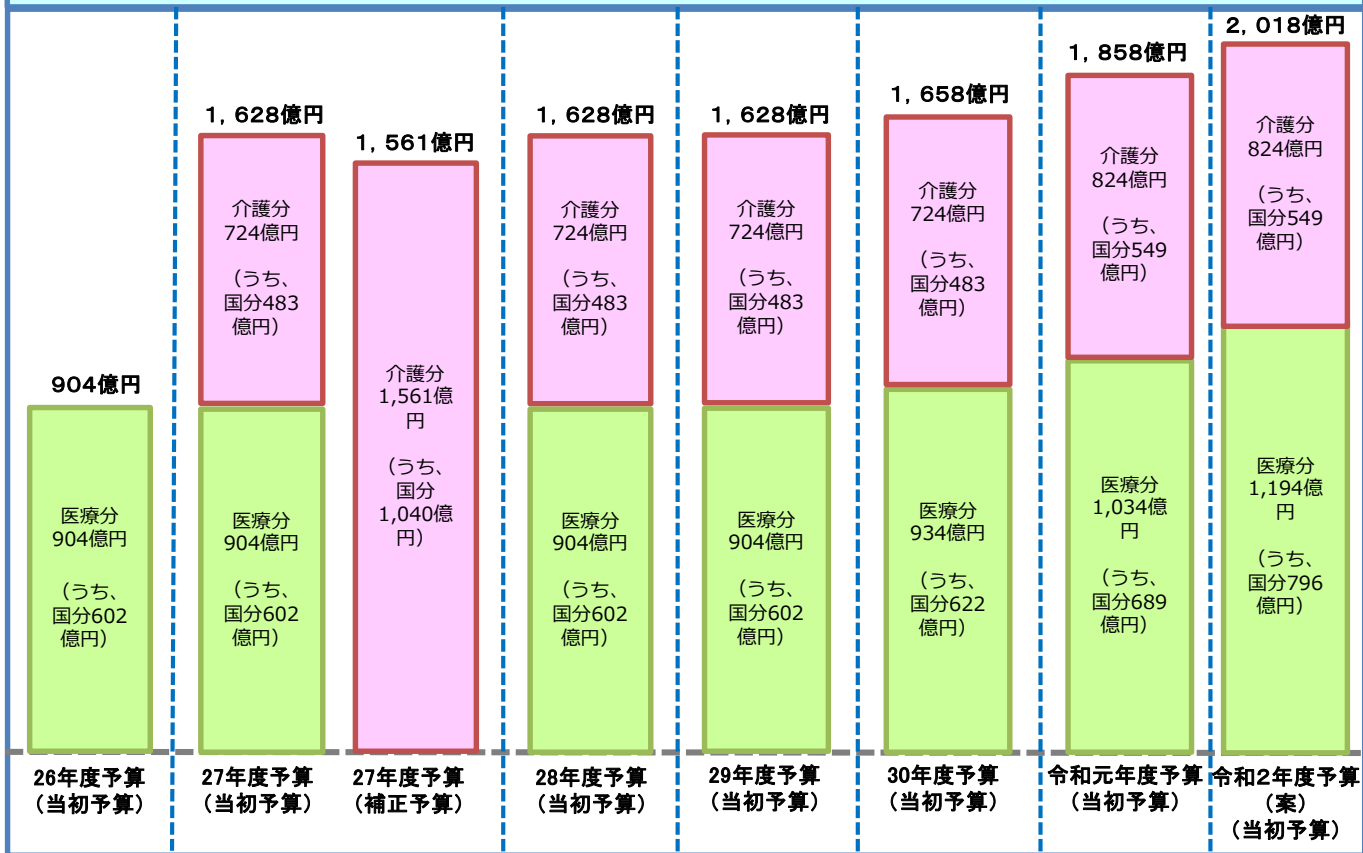 904億円
医療分
904億円
（うち、
国分602
億円）
26年度予算
（当初予算）
1，628億円
介護分
724億円
（うち、
国分483
億円）
医療分
904億円
（うち、
国分602
億円）
27年度予算
（当初予算）
1，561億円
介護分
1,561億
円
（うち、
国分
1,040億
円）
27年度予算
（補正予算）
1，628億円
介護分
724億円
（うち、
国分483
億円）
医療分
904億円
（うち、
国分602
億円）
28年度予算
（当初予算）
1，628億円
介護分
724億円
（うち、
国分483
億円）
医療分
904億円
（うち、
国分602
億円）
29年度予算
（当初予算）
1，658億円
介護分
724億円
（うち、
国分483
億円）
医療分
934億円
（うち、
国分622
億円）
30年度予算
（当初予算）
1，858億円
介護分
824億円
（うち、
国分549
億円）
医療分
1,034億
円
（うち、
国分689
億円）
令和元年度予算
（当初予算）
2，018億円
介護分
824億円
（うち、
国分549
億円）
医療分
1,194億
円
（うち、
国分796
億円）
令和2年度予算
（案）
（当初予算）